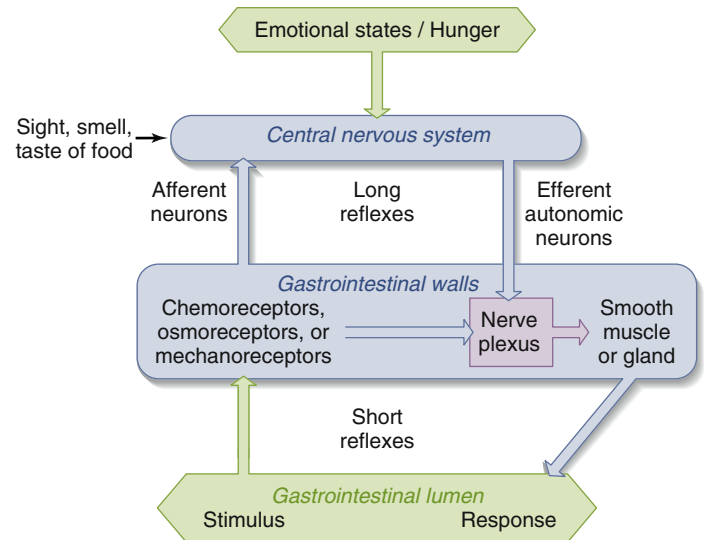 Emotional states / Hunger
Sight, smell,
taste of food
Central nervous system
Afferent
neurons
Long
reflexes
Efferent
autonomic
neurons
Gastrointestinal walls
Chemoreceptors,
osmoreceptors, or
mechanoreceptors
Nerve
plexus
Smooth
muscle
or gland
Short
reflexes
Gastrointestinal lumen
Stimulus
Response